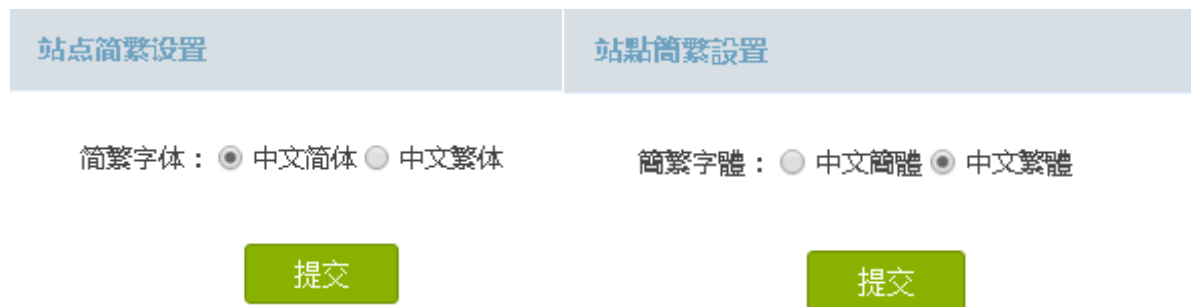 站点简繁设置
简繁字体：中文简体 中文繁体
提交
站點簡繁設置
簡繁字體：中文簡體 中文繁體
提交